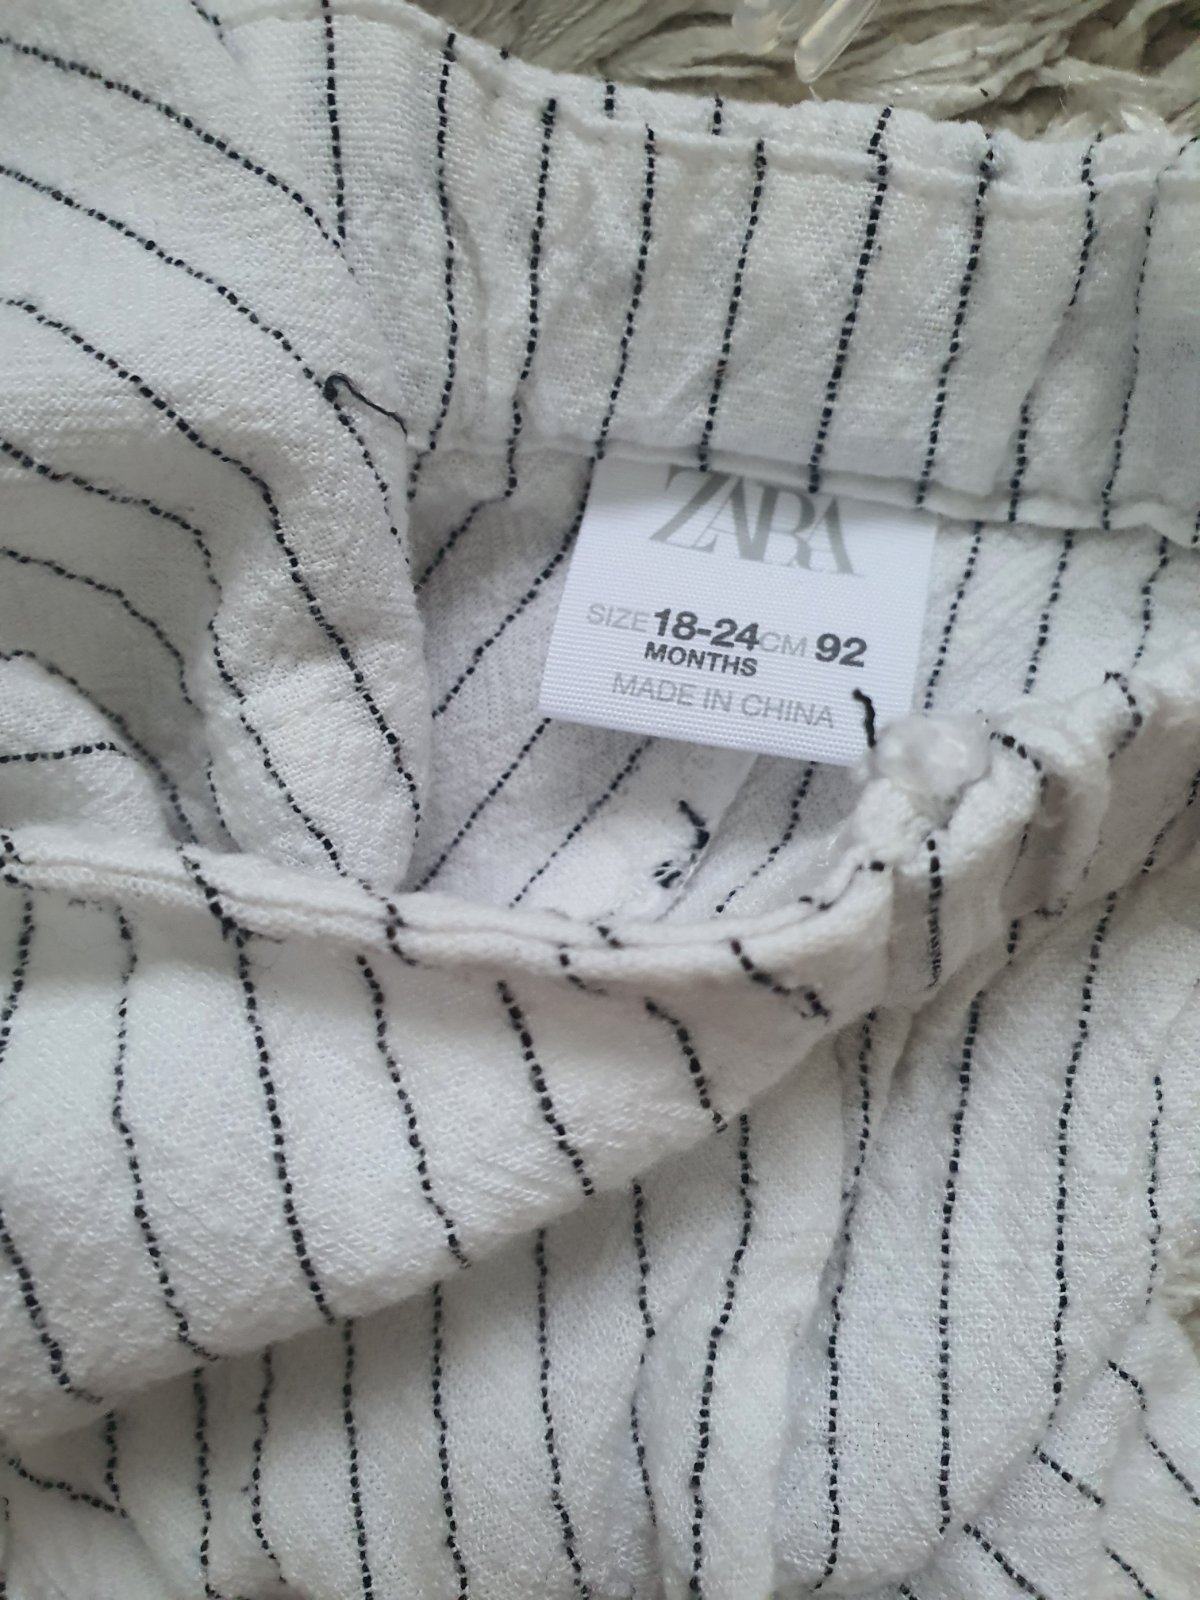 ZARA
SIZE 18-24 CM 92
MONTHS
MADE IN CHINA